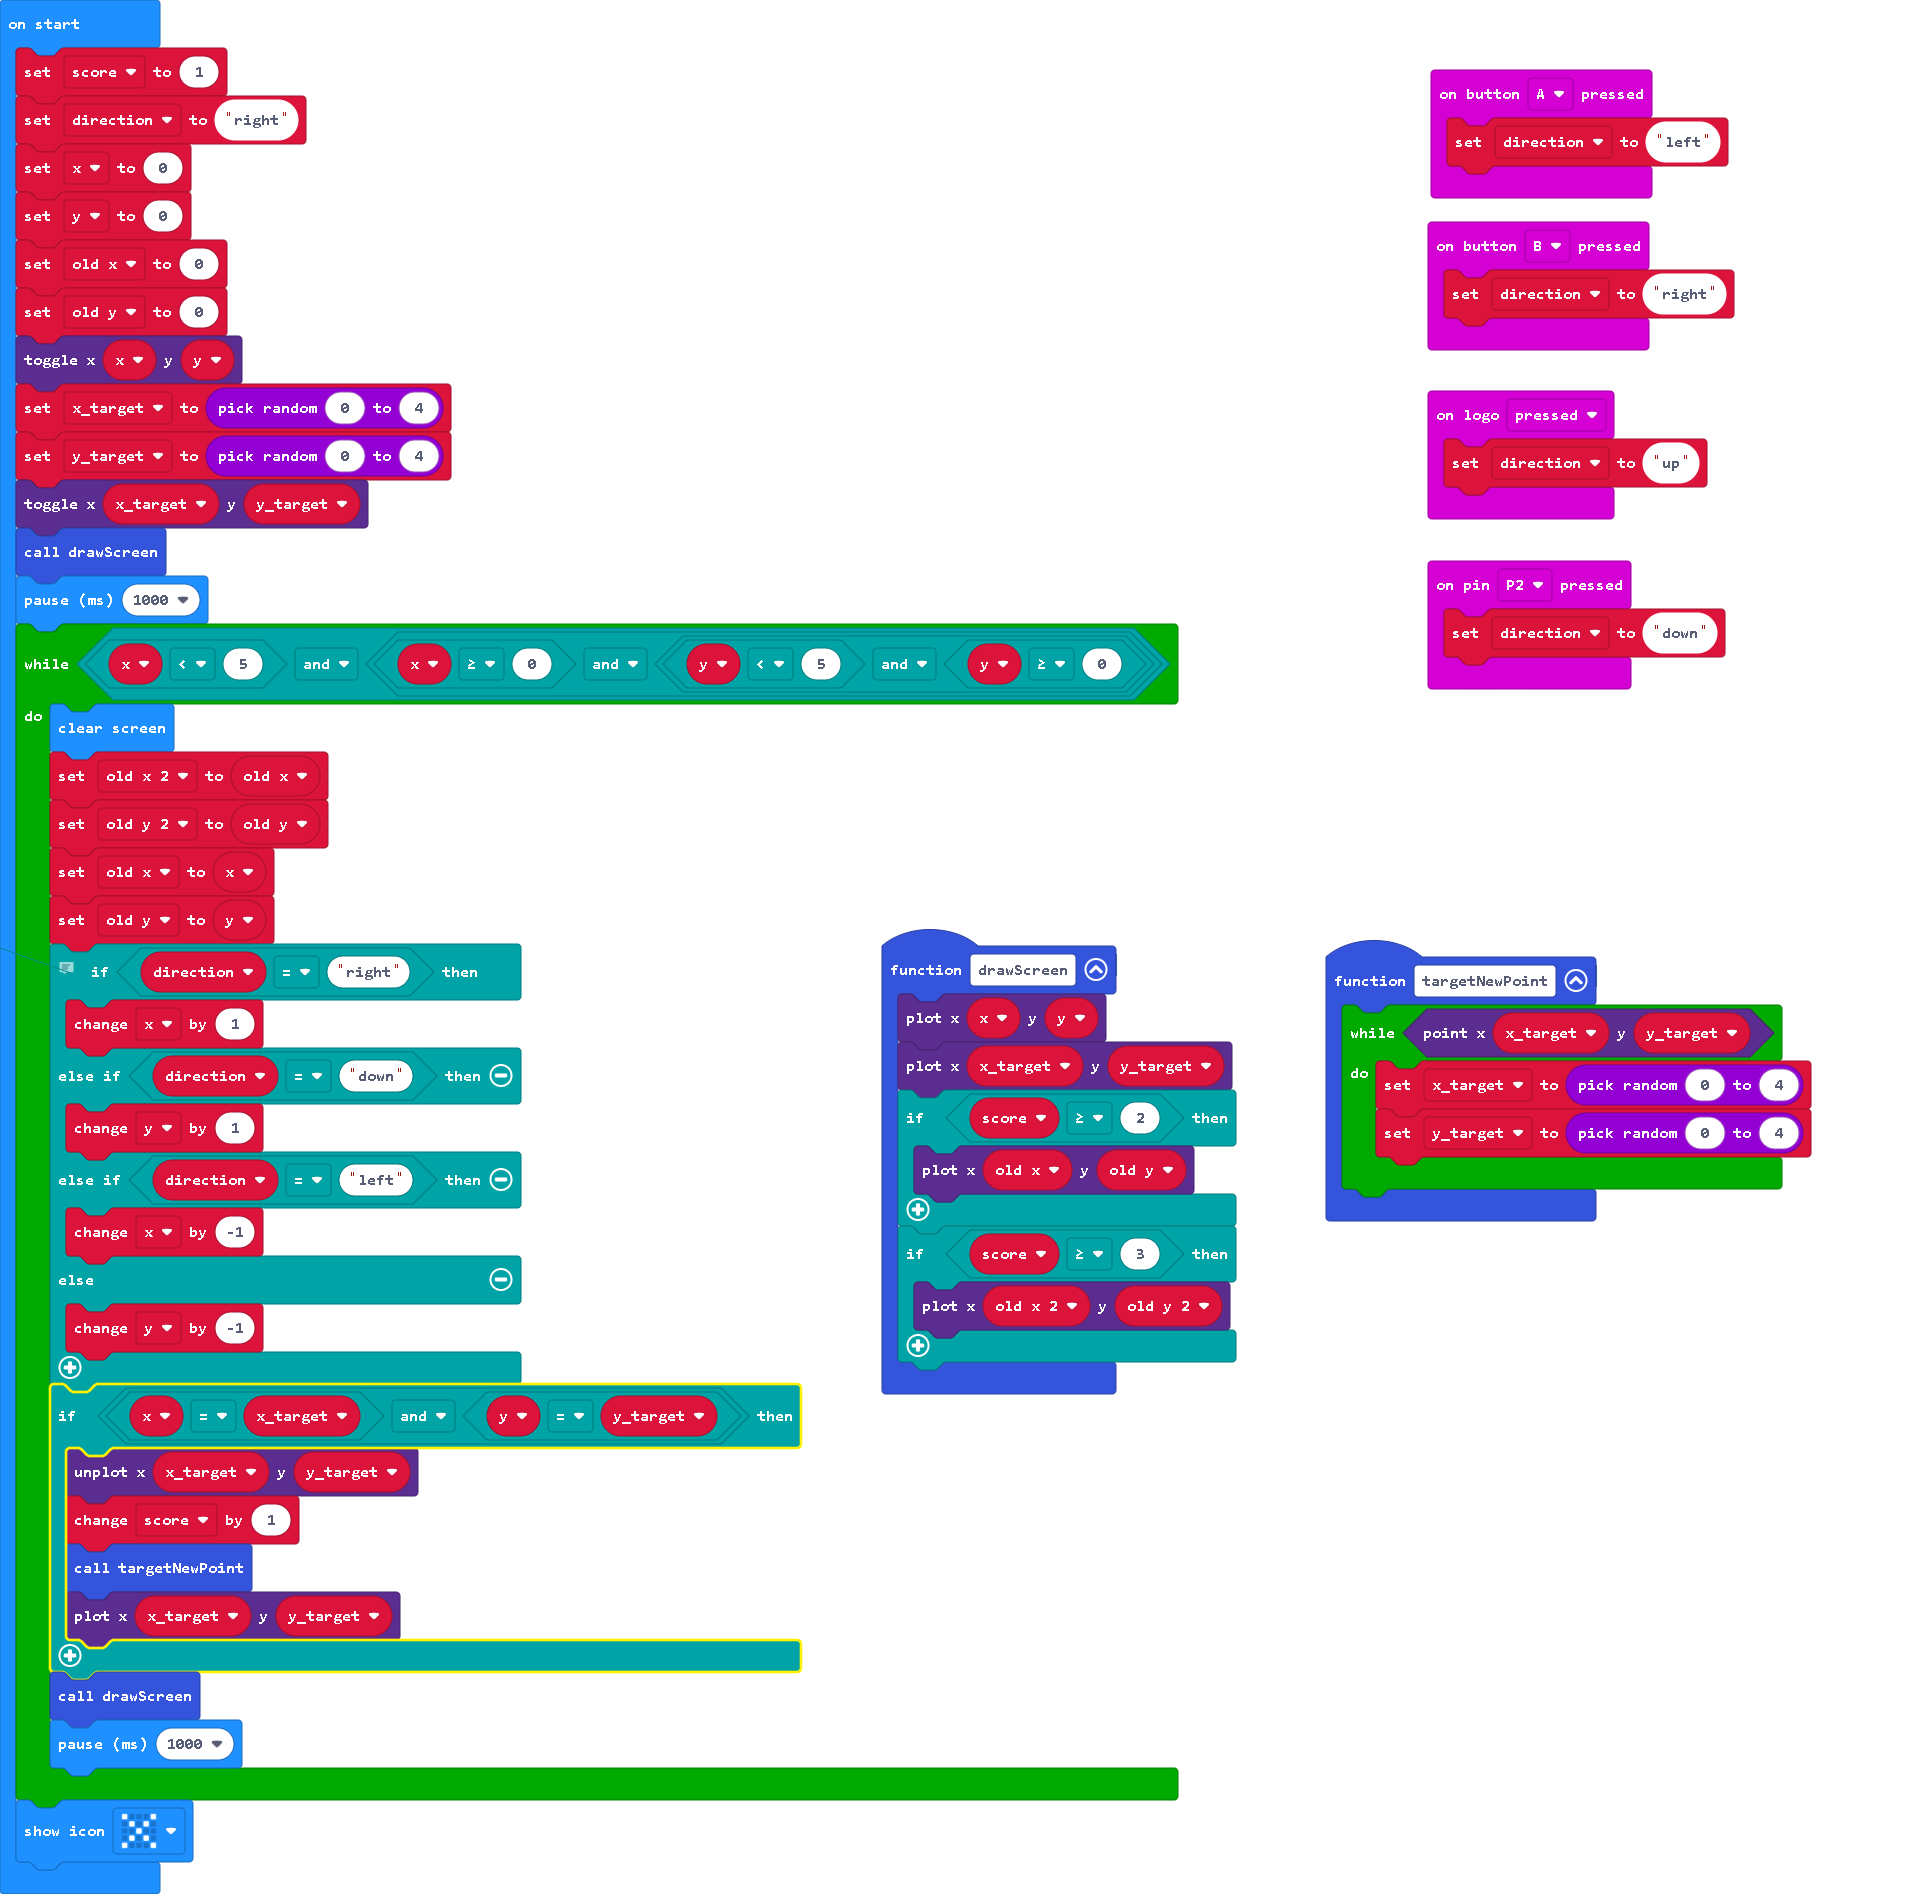 on start
set score to 1
set direction to "right"
set x to 0
set y to 0
set old x to 0
set old y to 0
toggle x x y y
set x_target to pick random 0 to 4
set y_target to pick random 0 to 4
toggle x x_target y y_target
call drawScreen
pause (ms) 1000
while x < 5 and x ≥ 0 and y < 5 and y ≥ 0
do
clear screen
set old x 2 to old x
set old y 2 to old y
set old x to x
set old y to y
if direction = "right" then
change x by 1
else if direction = "down" then
change y by 1
else if direction = "left" then
change x by -1
else
change y by -1
if x = x_target and y = y_target then
unplot x x_target y y_target
change score by 1
call targetNewPoint
plot x x_target y y_target
call drawScreen
pause (ms) 1000
show icon
function drawScreen
plot x x y y
plot x x_target y y_target
if score ≥ 2 then
plot x old x y old y
if score ≥ 3 then
plot x old x 2 y old y 2
on button A pressed
set direction to "left"
on button B pressed
set direction to "right"
on logo pressed
set direction to "up"
on pin P2 pressed
set direction to "down"
function targetNewPoint
while point x x_target y y_target
do
set x_target to pick random 0 to 4
set y_target to pick random 0 to 4